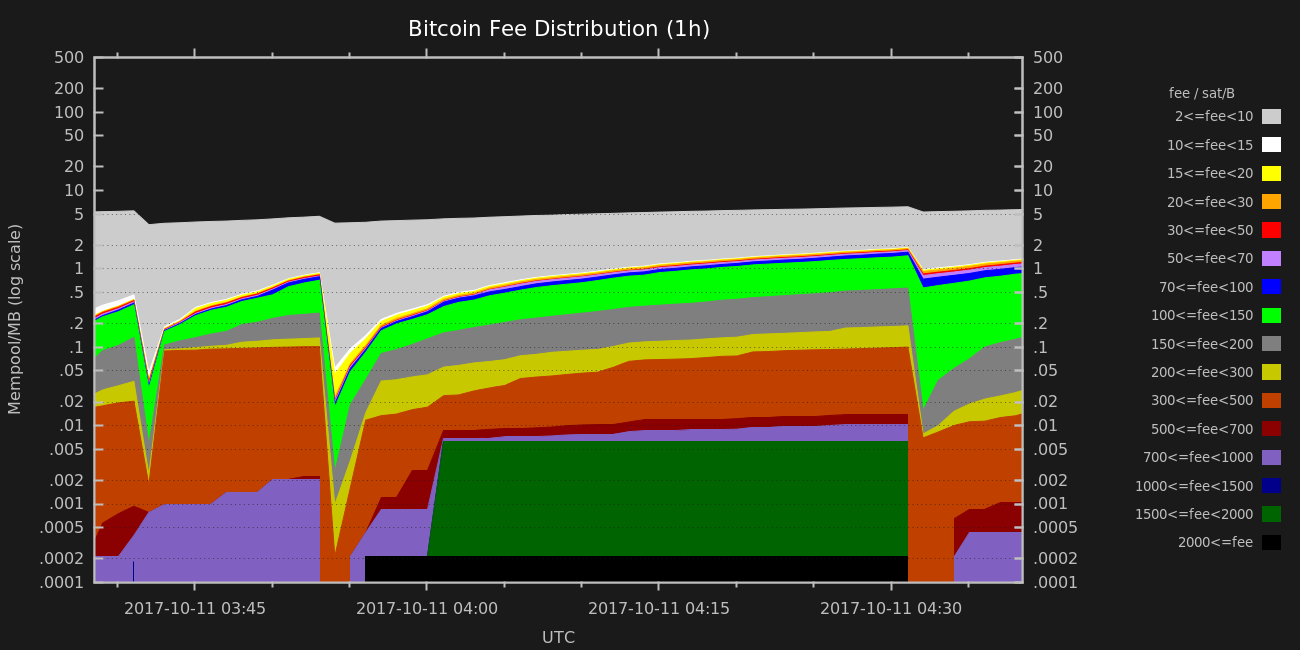 Bitcoin Fee Distribution (1h)
500 500
200 200
100 100
50 50
20 20
10 10
5 5
2 2
1 1
.5 .5
.2 .2
.1 .1
.05 .05
.02 .02
.01 .01
.005 .005
.002 .002
.001 .001
.0005 .0005
.0002 .0002
.0001 .0001
Mempool/MB (log scale)
2017-10-11 03:45 2017-10-11 04:00 2017-10-11 04:15 2017-10-11 04:30
UTC
fee / sat/B
2<=fee<10
10<=fee<15
15<=fee<20
20<=fee<30
30<=fee<50
50<=fee<70
70<=fee<100
100<=fee<150
150<=fee<200
200<=fee<300
300<=fee<500
500<=fee<700
700<=fee<1000
1000<=fee<1500
1500<=fee<2000
2000<=fee